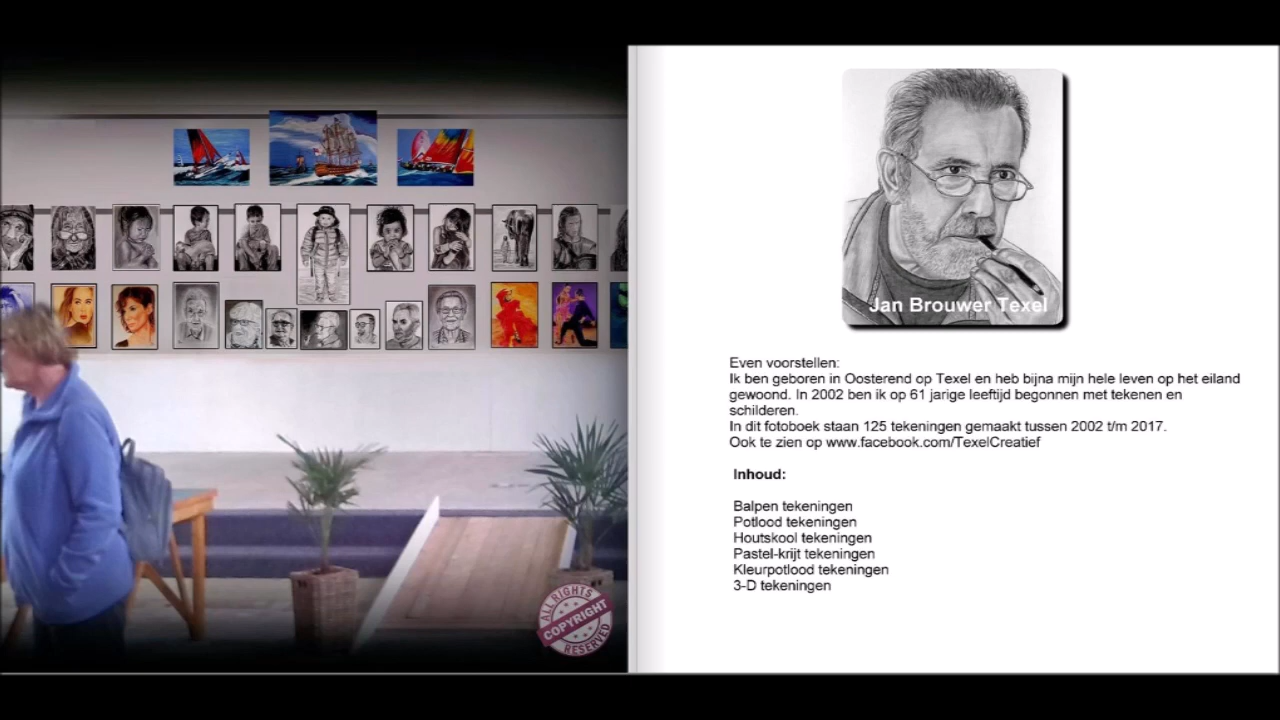 ALL RIGHTS
COPYRIGHT
RESERVED
Jan Brouwer Texel
Even voorstellen:
Ik ben geboren in Oosterend op Texel en heb bijna mijn hele leven op het eiland
gewoond. In 2002 ben ik op 61 jarige leeftijd begonnen met tekenen en
schilderen.
In dit fotoboek staan 125 tekeningen gemaakt tussen 2002 t/m 2017.
Ook te zien op www.facebook.com/TexelCreatief
Inhoud:
Balpen tekeningen
Potlood tekeningen
Houtskool tekeningen
Pastel-krijt tekeningen
Kleurpotlood tekeningen
3-D tekeningen